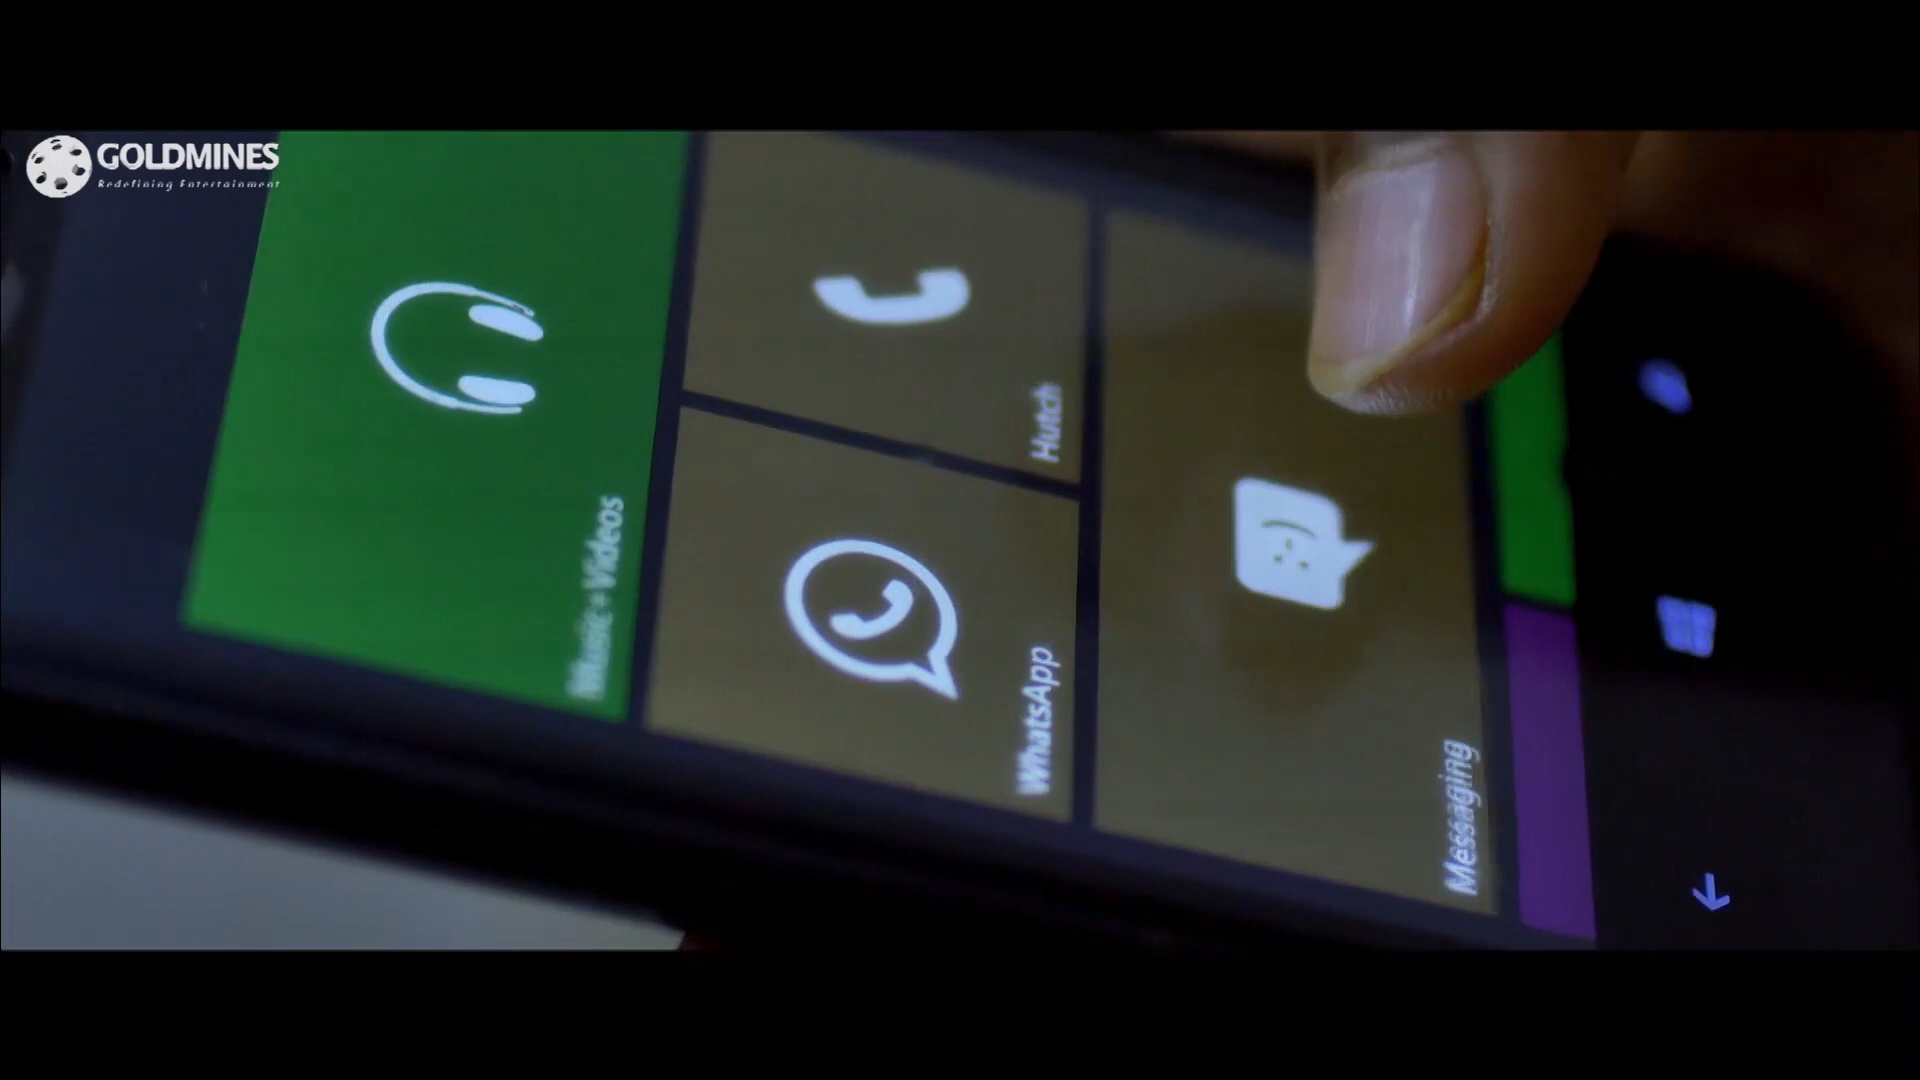 GOLDMINES
Redefining Entertainment
Music+Videos
Hutch
WhatsApp
Messaging